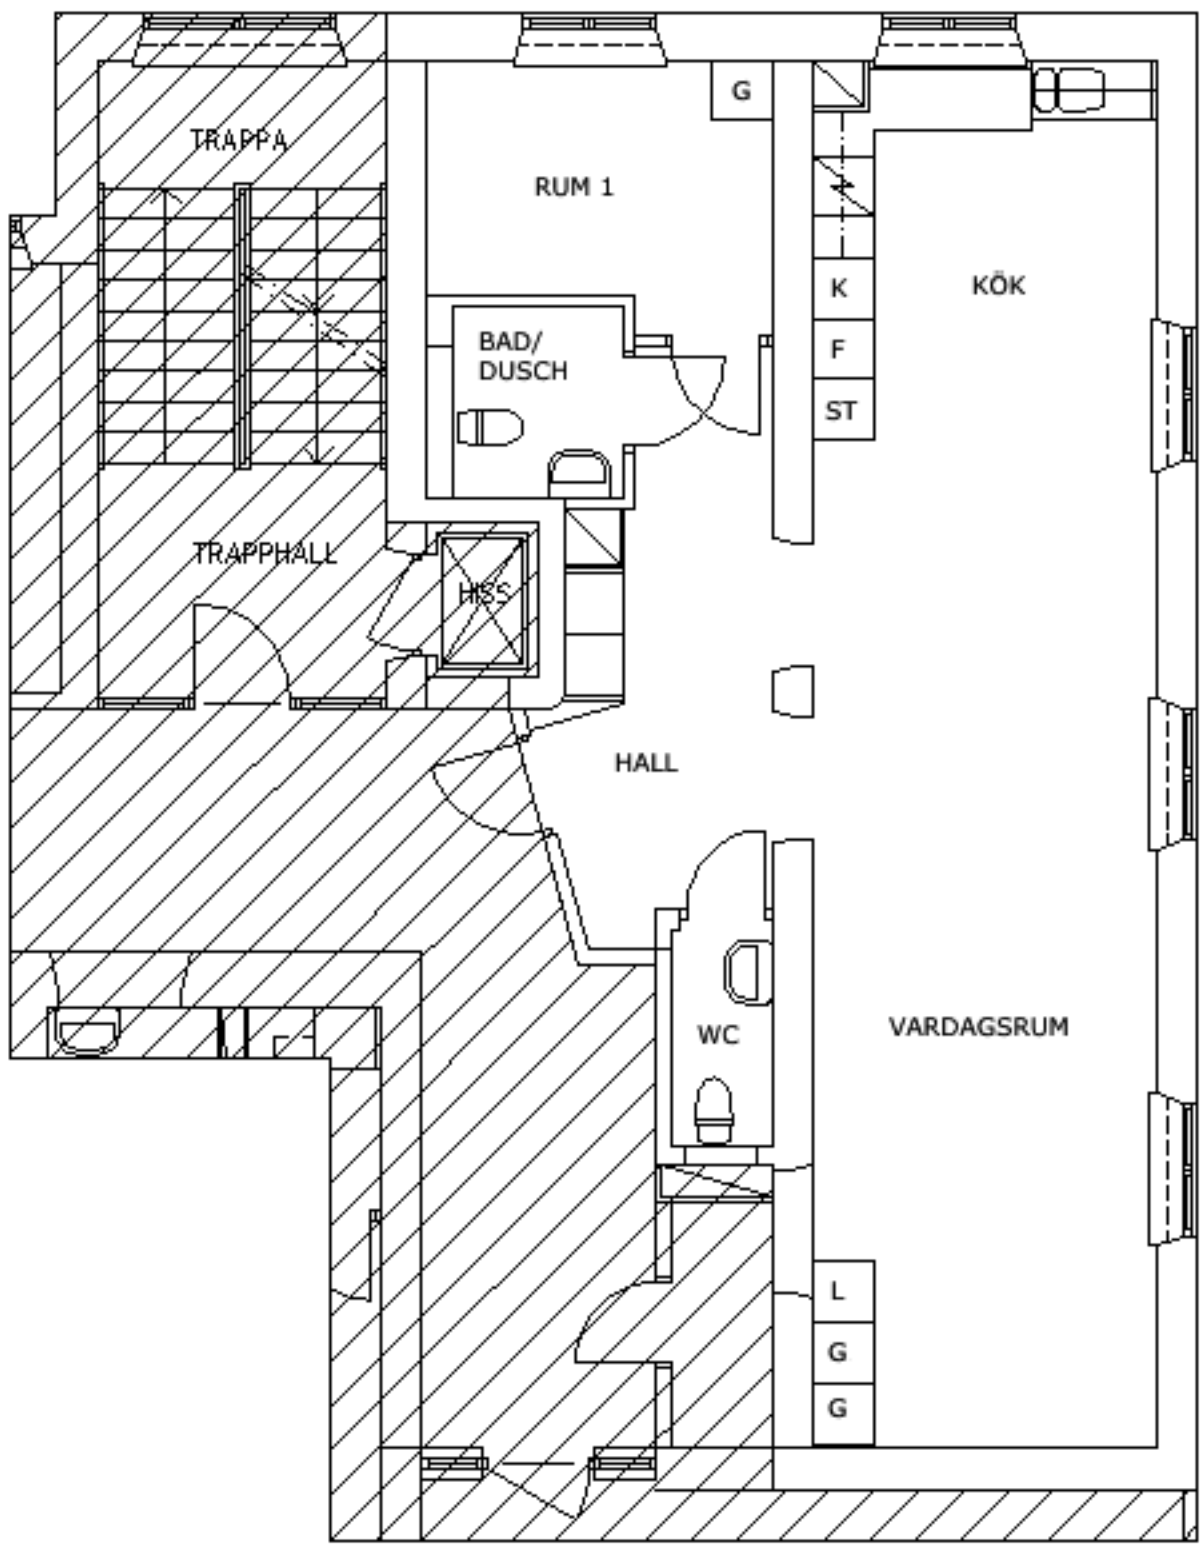 G
TRAPPA
RUM 1
K
KÖK
BAD/
DUSCH
F
ST
TRAPPHALL
HISS
HALL
WC
VARDAGSRUM
L
G
G